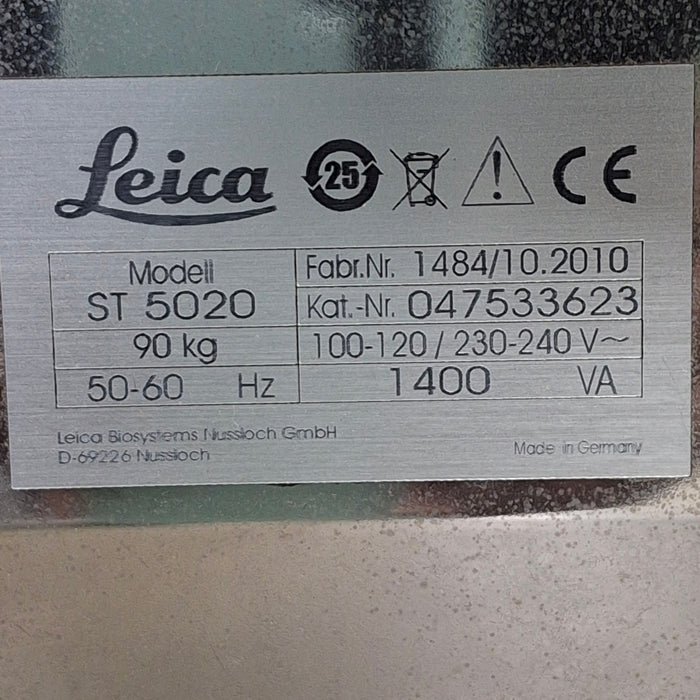 Leica 25 ! CE
Modell
ST 5020
Fabr.Nr. 1484/10.2010
Kat.-Nr. 047533623
90 kg
100-120 / 230-240 V~
50-60 Hz
1400 VA
Leica Biosystems Nussloch GmbH
D-69226 Nussloch
Made in Germany